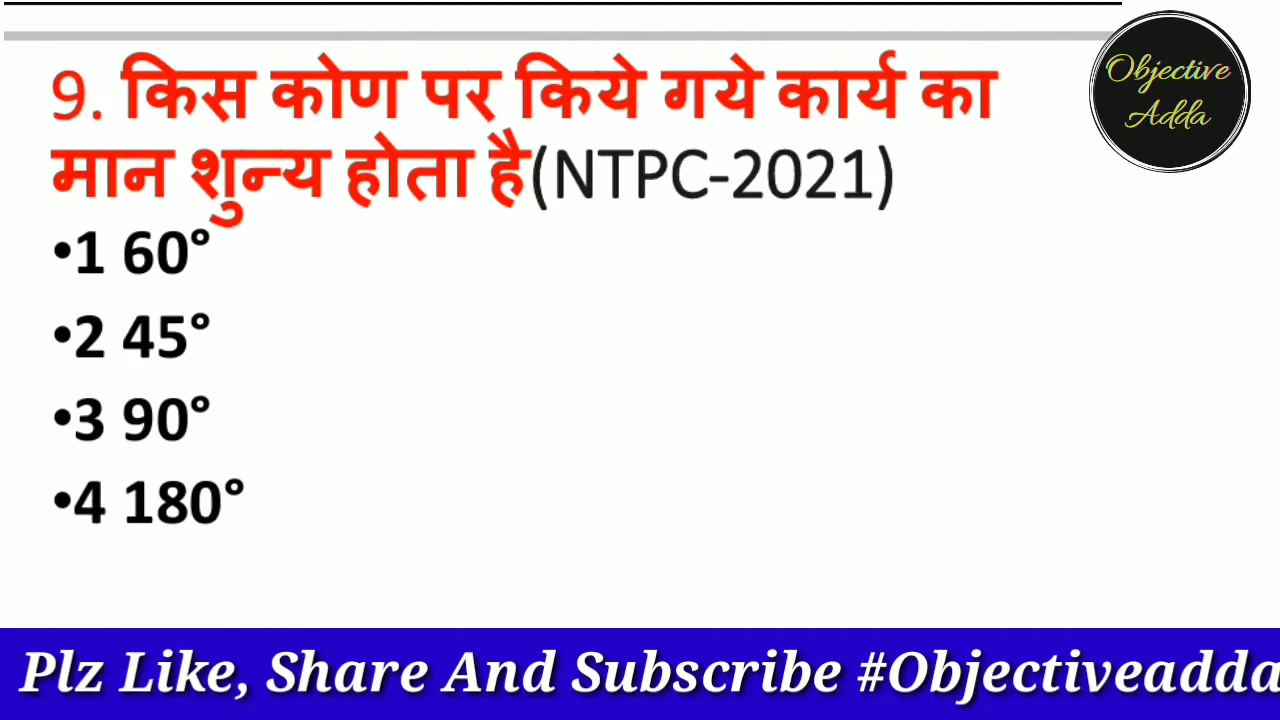 Objective
Adda
9. किस कोण पर किये गये कार्य का
मान शुन्य होता है(NTPC-2021)
•1 60°
•2 45°
•3 90°
•4 180°
Plz Like, Share And Subscribe #Objectiveadda